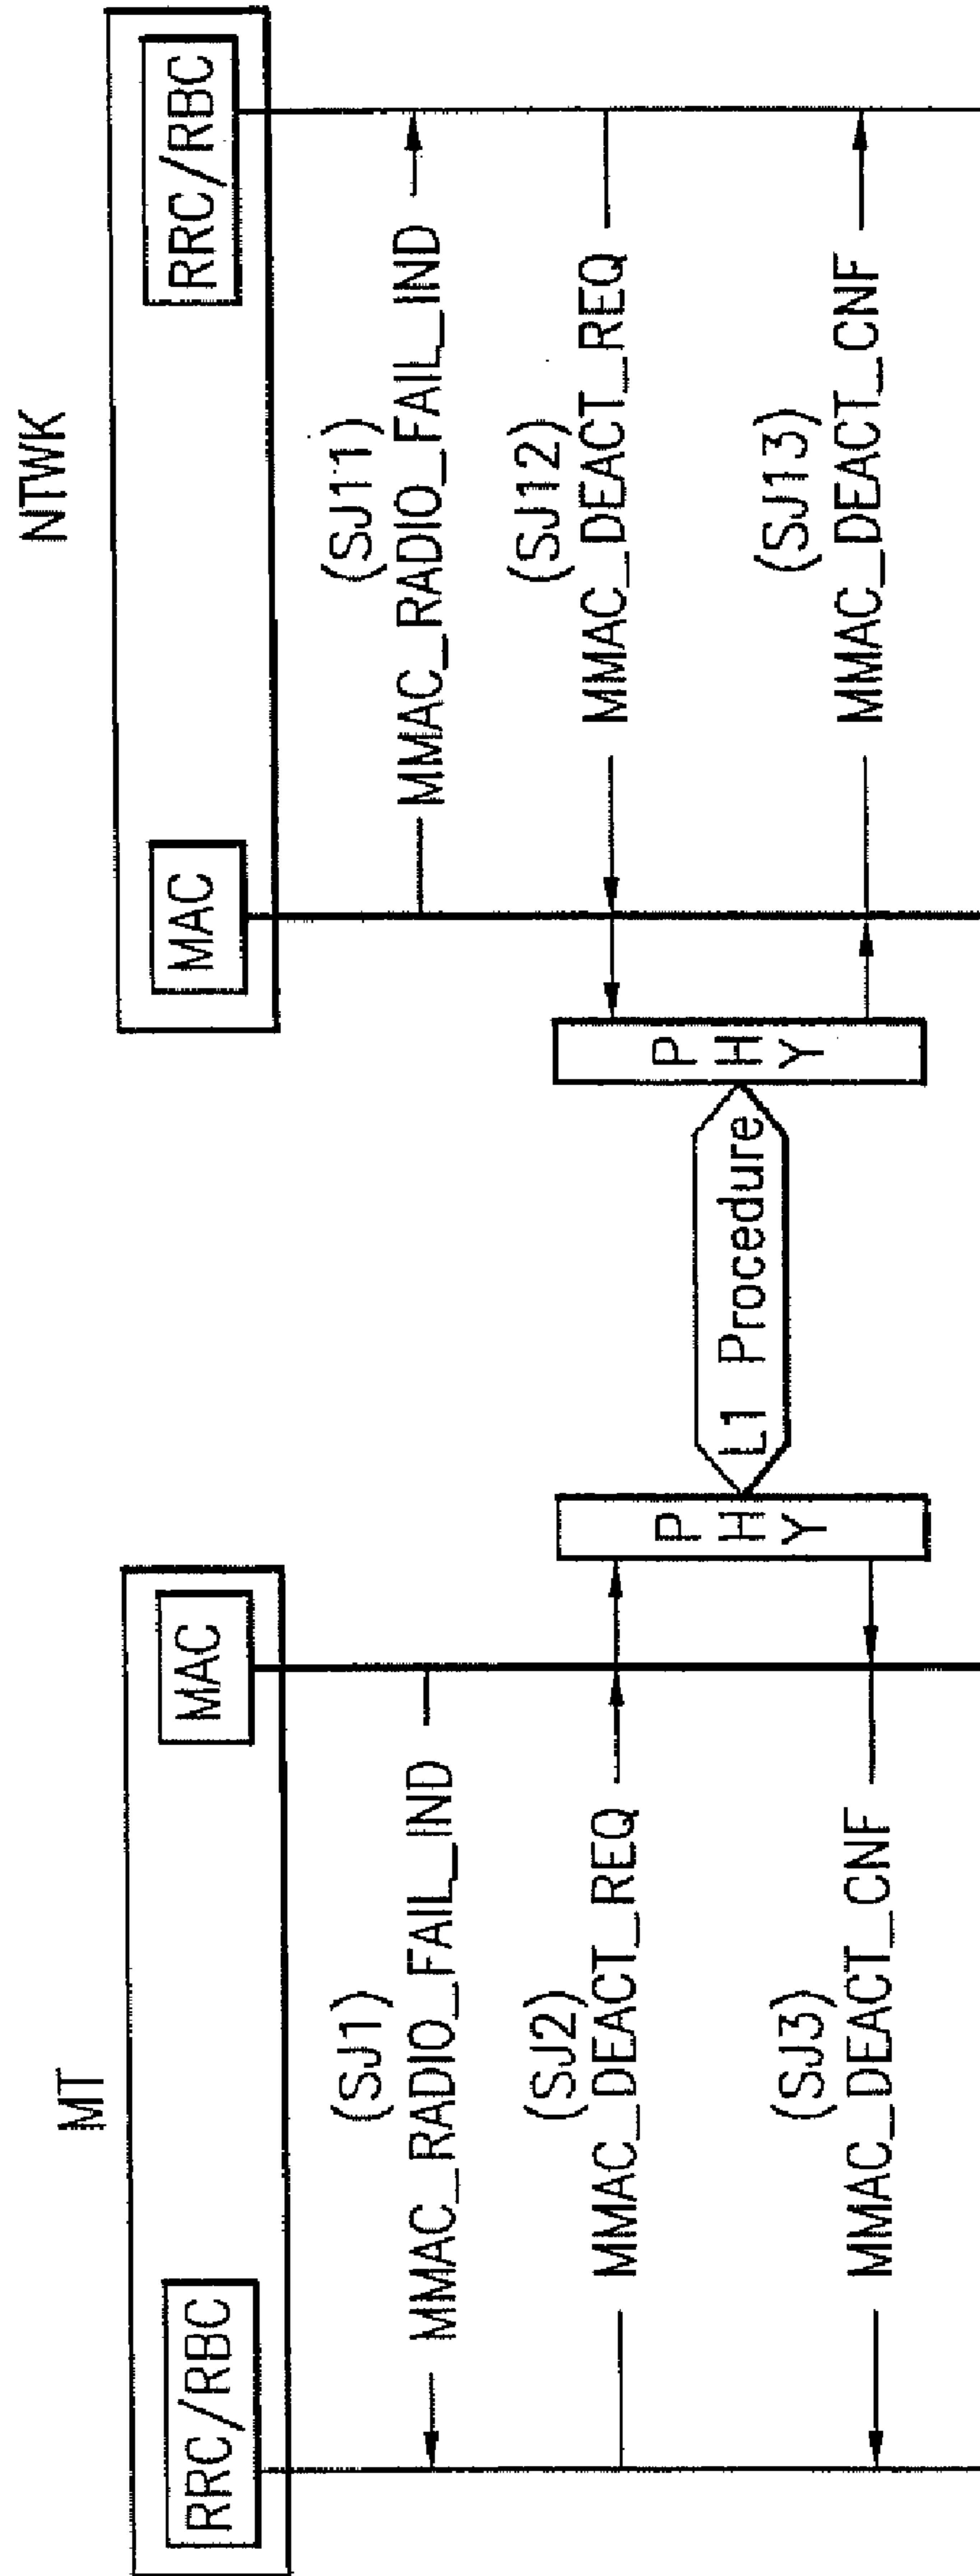 MT
NTWK
RRC/RBC
MAC
MAC
RRC/RBC
(SJ1)
MMAC_RADIO_FAIL_IND
(SJ11)
MMAC_RADIO_FAIL_IND
(SJ2)
MMAC_DEACT_REQ
(SJ12)
MMAC_DEACT_REQ
PHY
L1 Procedure
PHY
(SJ3)
MMAC_DEACT_CNF
(SJ13)
MMAC_DEACT_CNF